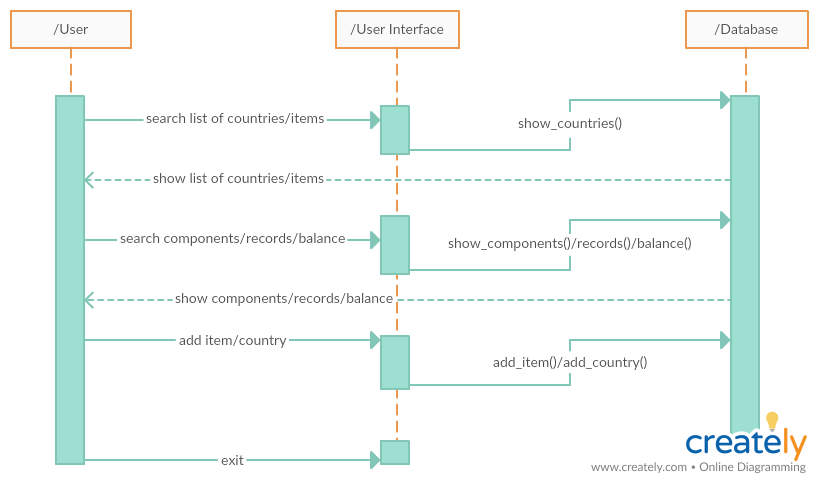 /User
/User Interface
/Database
search list of countries/items
show_countries()
show list of countries/items
search components/records/balance
show_components()/records()/balance()
show components/records/balance
add item/country
add_item()/add_country()
exit
creately
www.creately.com • Online Diagramming